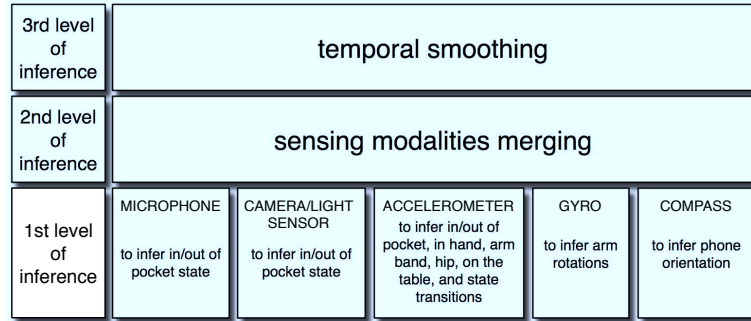 3rd level
of
inference
temporal smoothing
2nd level
of
inference
sensing modalities merging
1st level
of
inference
MICROPHONE
to infer in/out of
pocket state
CAMERA/LIGHT
SENSOR
to infer in/out of
pocket state
ACCELEROMETER
to infer in/out of
pocket, in hand, arm
band, hip, on the
table, and state
transitions
GYRO
to infer arm
rotations
COMPASS
to infer phone
orientation